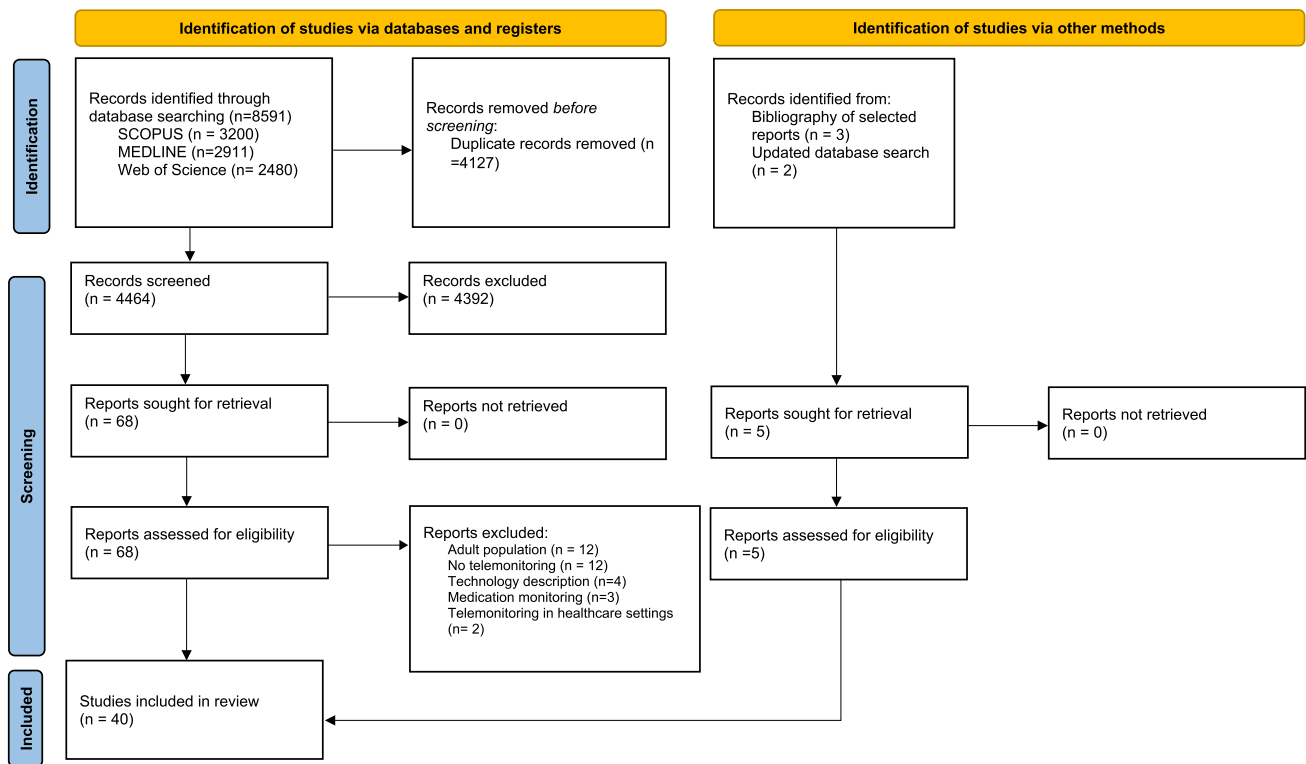 Identification of studies via databases and registers
Identification of studies via other methods
Identification
Records identified through
database searching (n=8591)
SCOPUS (n = 3200)
MEDLINE (n=2911)
Web of Science (n= 2480)
Records removed before
screening:
Duplicate records removed (n
=4127)
Records identified from:
Bibliography of selected
reports (n = 3)
Updated database search
(n = 2)
Screening
Records screened
(n = 4464)
Records excluded
(n = 4392)
Reports sought for retrieval
(n = 68)
Reports not retrieved
(n = 0)
Reports sought for retrieval
(n = 5)
Reports not retrieved
(n = 0)
Reports assessed for eligibility
(n = 68)
Reports excluded:
Adult population (n = 12)
No telemonitoring (n = 12)
Technology description (n=4)
Medication monitoring (n=3)
Telemonitoring in healthcare settings
(n= 2)
Reports assessed for eligibility
(n =5)
Included
Studies included in review
(n = 40)